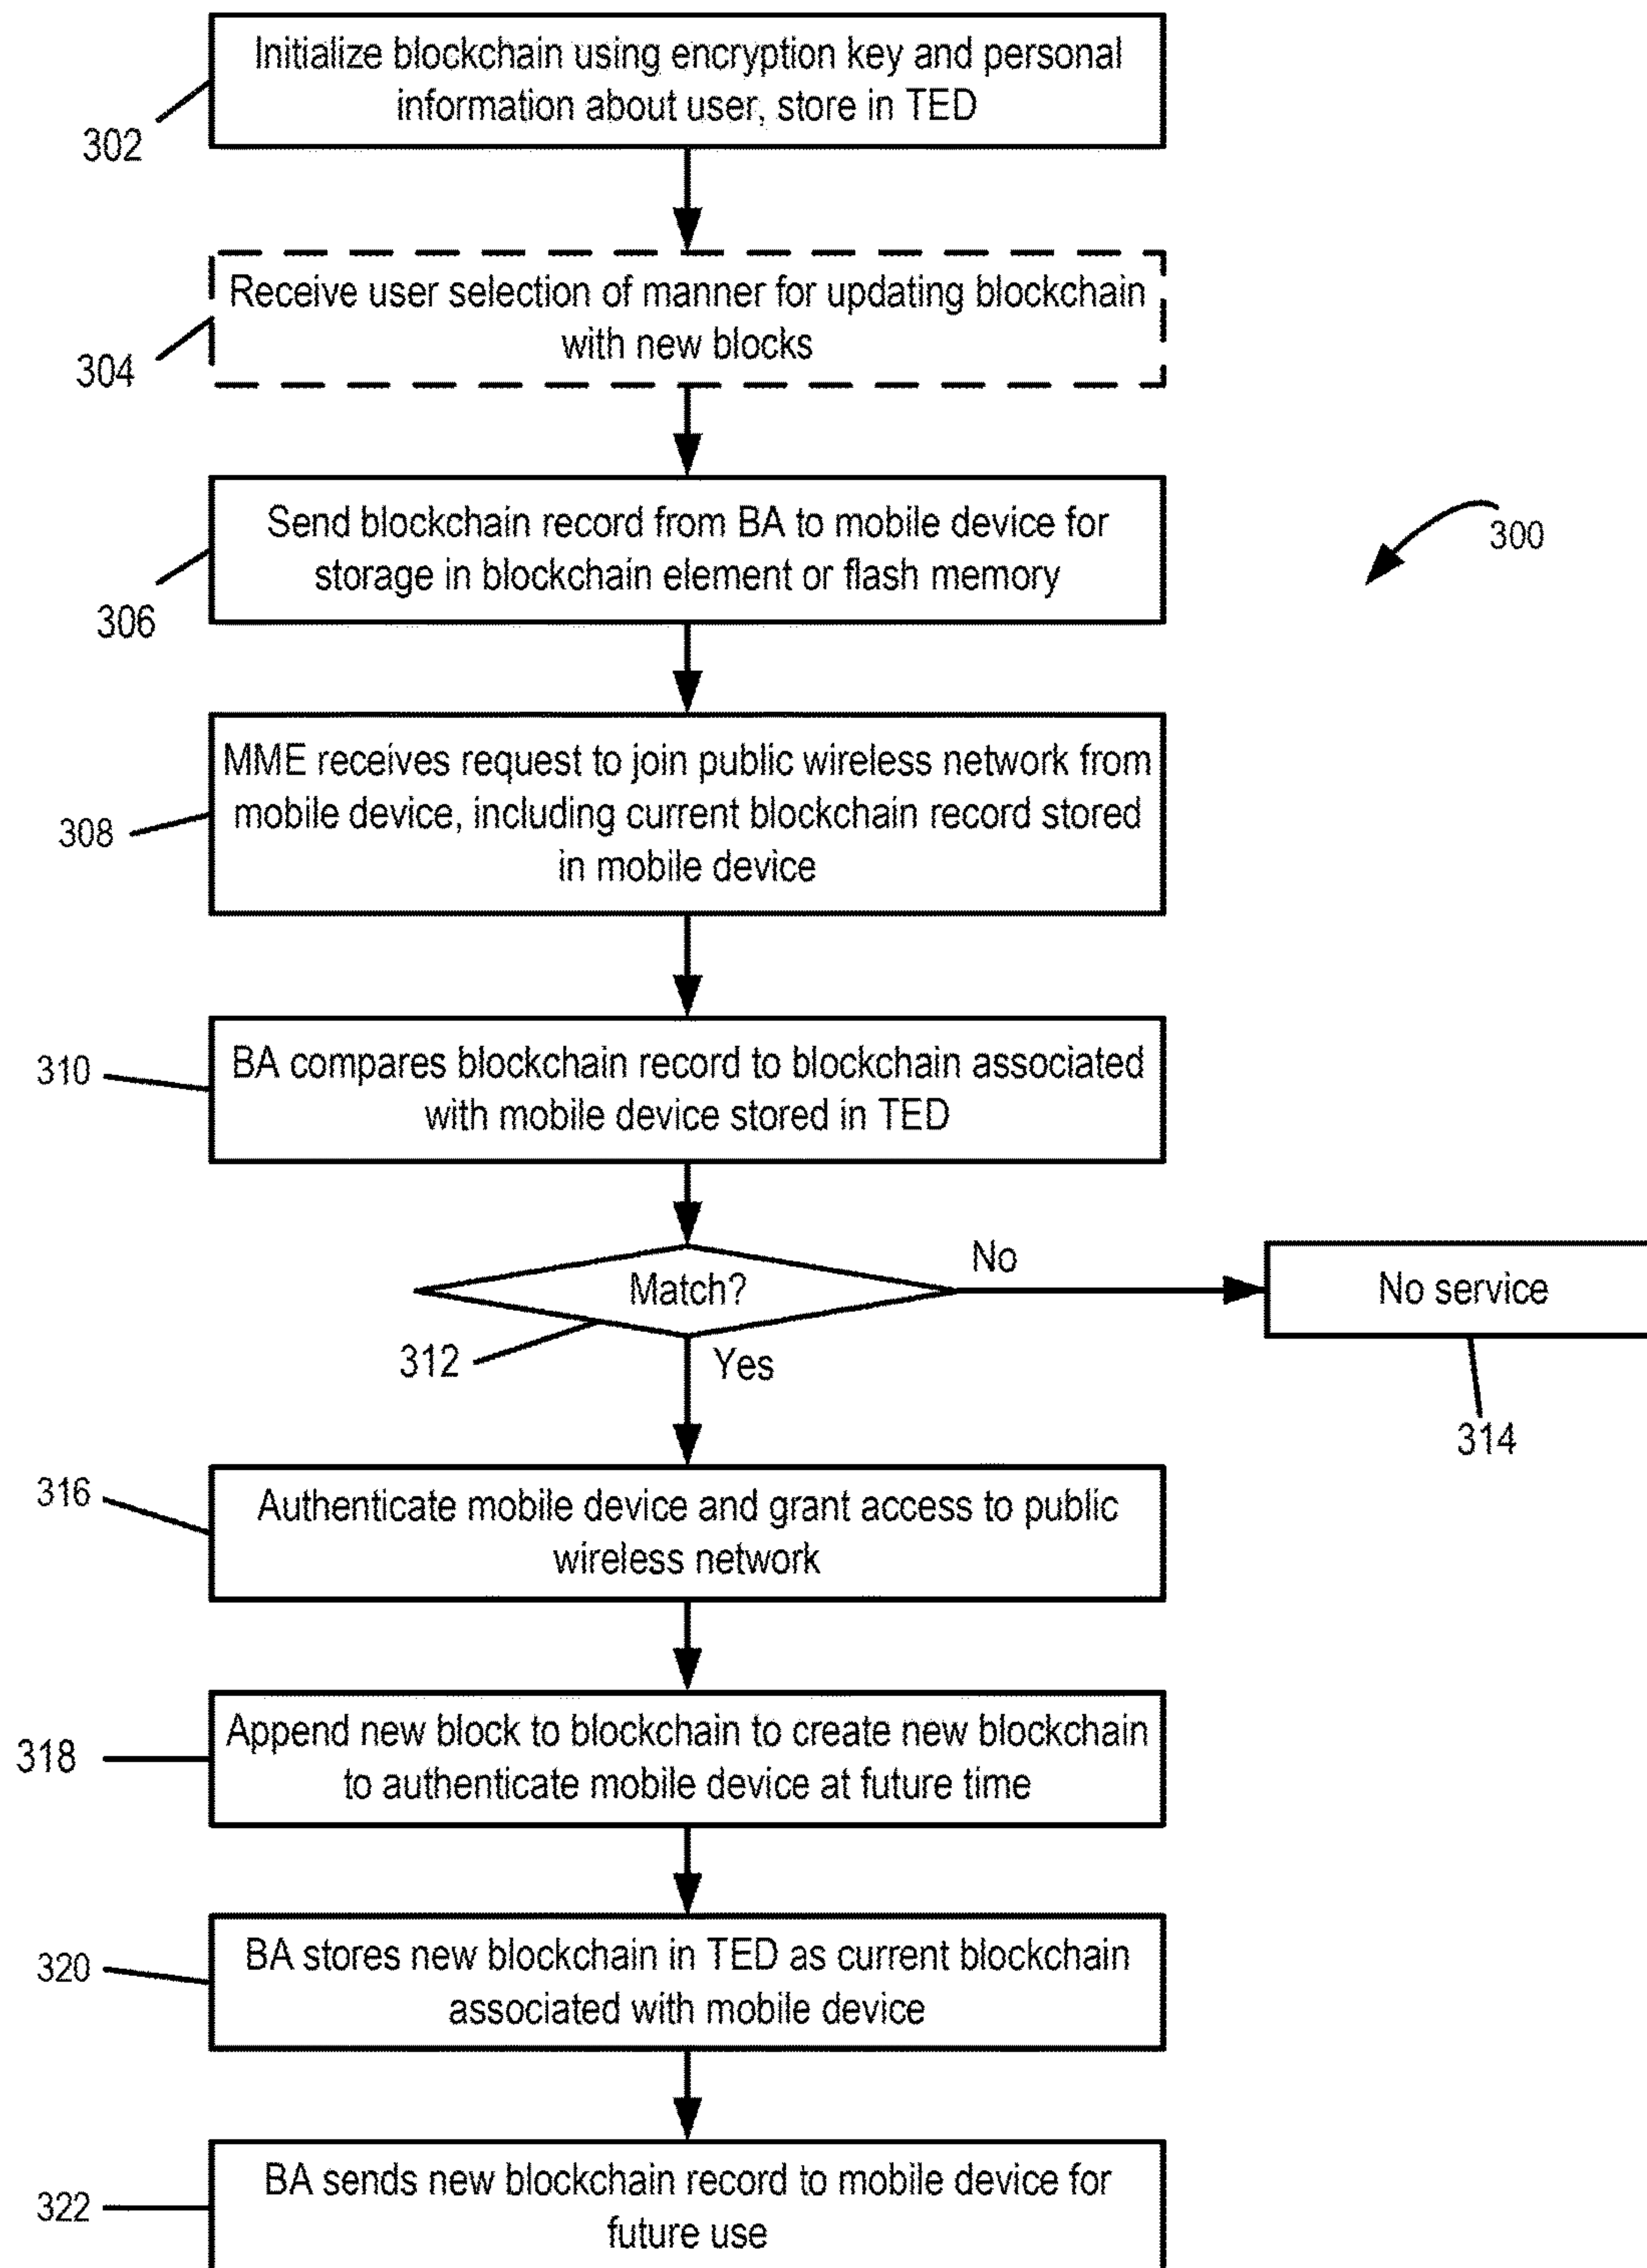 Initialize blockchain using encryption key and personal
information about user, store in TED
302
Receive user selection of manner for updating blockchain
with new blocks
304
Send blockchain record from BA to mobile device for
storage in blockchain element or flash memory
306
300
MME receives request to join public wireless network from
mobile device, including current blockchain record stored
in mobile device
308
BA compares blockchain record to blockchain associated
with mobile device stored in TED
310
Match?
312
No
No service
314
Yes
Authenticate mobile device and grant access to public
wireless network
316
Append new block to blockchain to create new blockchain
to authenticate mobile device at future time
318
BA stores new blockchain in TED as current blockchain
associated with mobile device
320
BA sends new blockchain record to mobile device for
future use
322